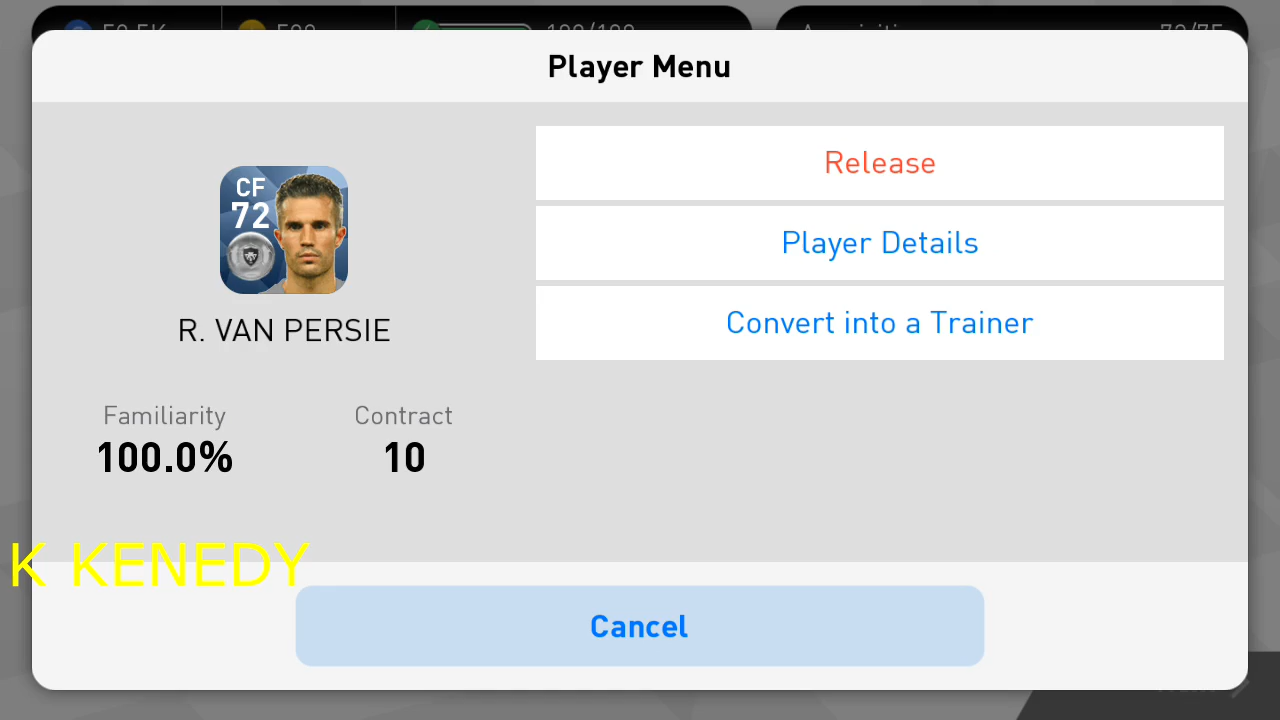 Player Menu
CF
72
R. VAN PERSIE
Familiarity
100.0%
Contract
10
Release
Player Details
Convert into a Trainer
K KENEDY
Cancel